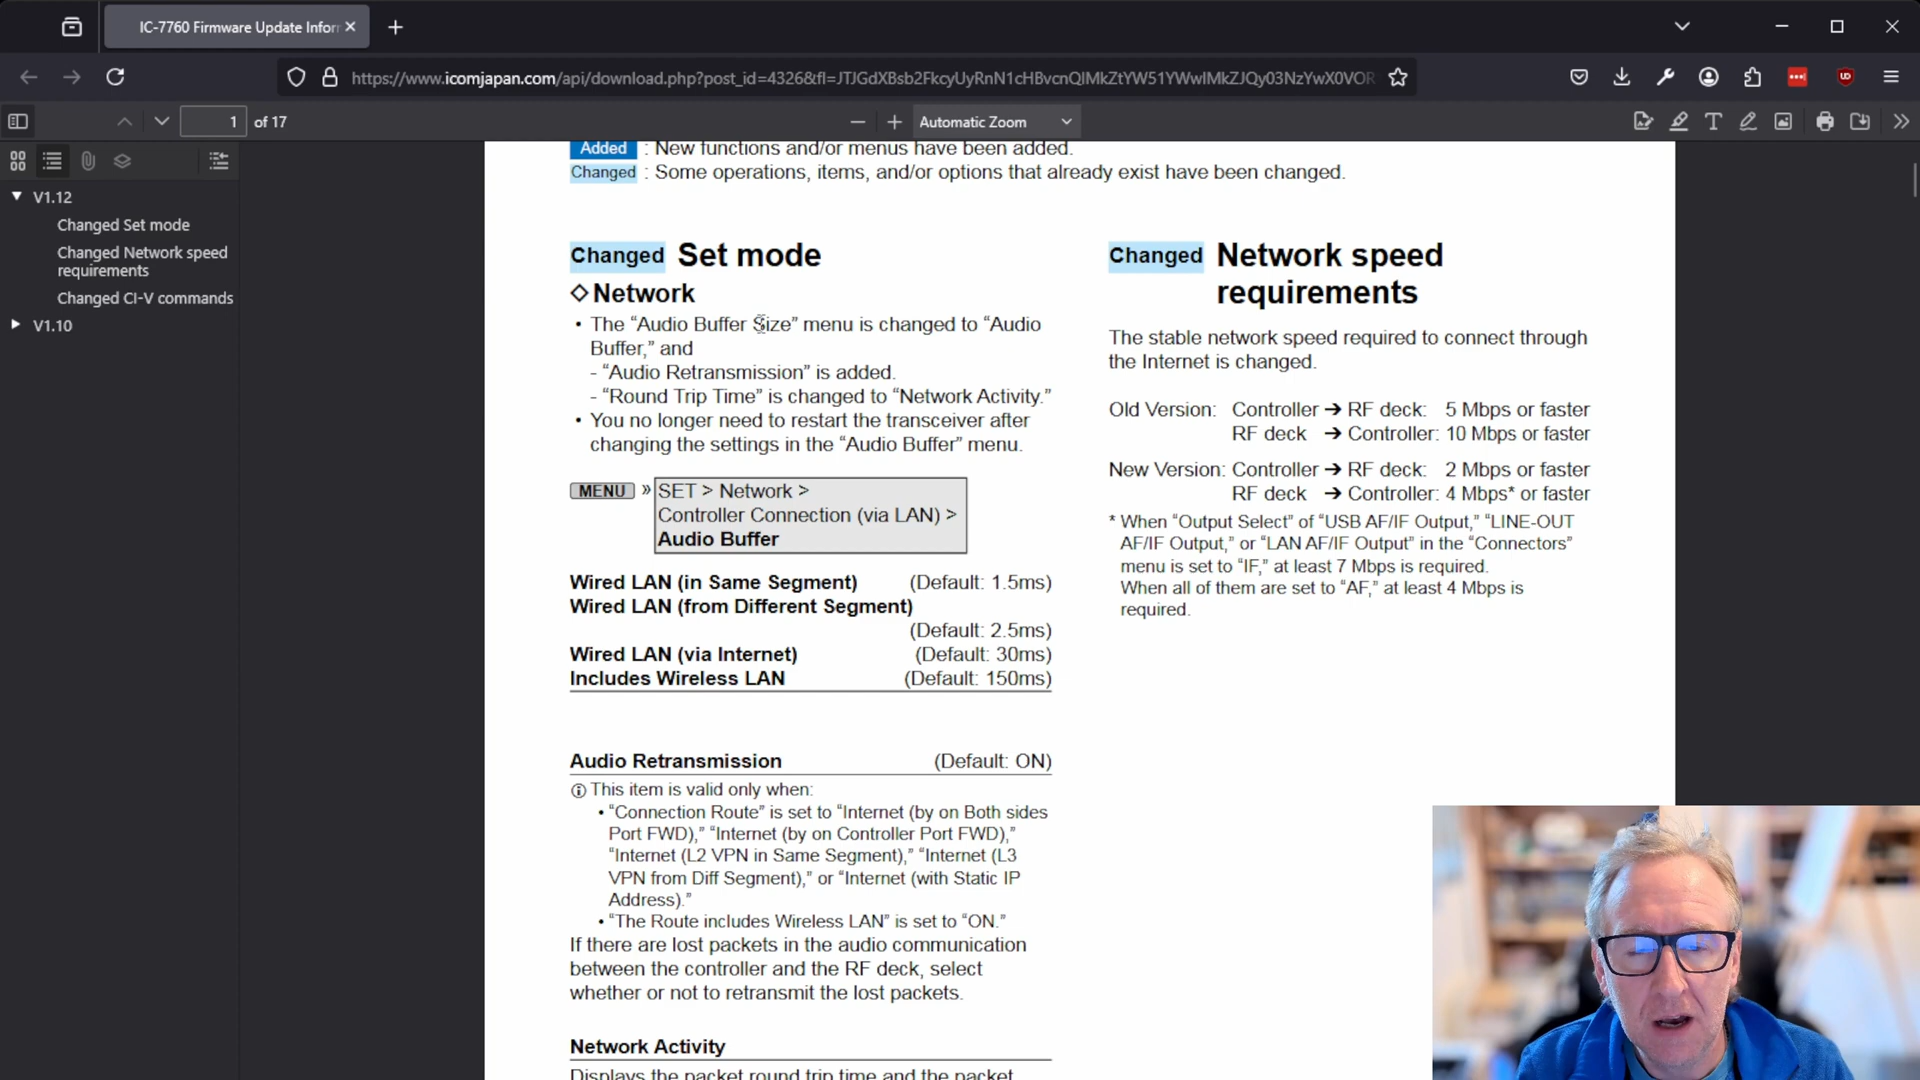 IC-7760 Firmware Update Infor
https://www.icomjapan.com/api/download.php?post_id=4326&fl=
1 of 17
Automatic Zoom
V1.12
Changed Set mode
Changed Network speed
requirements
Changed CI-V commands
V1.10
Added : New functions and/or menus have been added.
Changed : Some operations, items, and/or options that already exist have been changed.
Changed Set mode
◇Network
• The “Audio Buffer Size” menu is changed to “Audio
Buffer,” and
- “Audio Retransmission” is added.
- “Round Trip Time” is changed to “Network Activity.”
• You no longer need to restart the transceiver after
changing the settings in the “Audio Buffer” menu.
MENU » SET > Network >
Controller Connection (via LAN) >
Audio Buffer
Wired LAN (in Same Segment) (Default: 1.5ms)
Wired LAN (from Different Segment)
(Default: 2.5ms)
Wired LAN (via Internet) (Default: 30ms)
Includes Wireless LAN (Default: 150ms)
Audio Retransmission (Default: ON)
ⓘ This item is valid only when:
• “Connection Route” is set to “Internet (by on Both sides
Port FWD),” “Internet (by on Controller Port FWD),”
“Internet (L2 VPN in Same Segment),” “Internet (L3
VPN from Diff Segment),” or “Internet (with Static IP
Address).”
• “The Route includes Wireless LAN” is set to “ON.”
If there are lost packets in the audio communication
between the controller and the RF deck, select
whether or not to retransmit the lost packets.
Network Activity
Displays the packet round trip time and the packet
Changed Network speed
requirements
The stable network speed required to connect through
the Internet is changed.
Old Version: Controller ➔ RF deck: 5 Mbps or faster
RF deck ➔ Controller: 10 Mbps or faster
New Version: Controller ➔ RF deck: 2 Mbps or faster
RF deck ➔ Controller: 4 Mbps* or faster
* When “Output Select” of “USB AF/IF Output,” “LINE-OUT
AF/IF Output,” or “LAN AF/IF Output” in the “Connectors”
menu is set to “IF,” at least 7 Mbps is required.
When all of them are set to “AF,” at least 4 Mbps is
required.